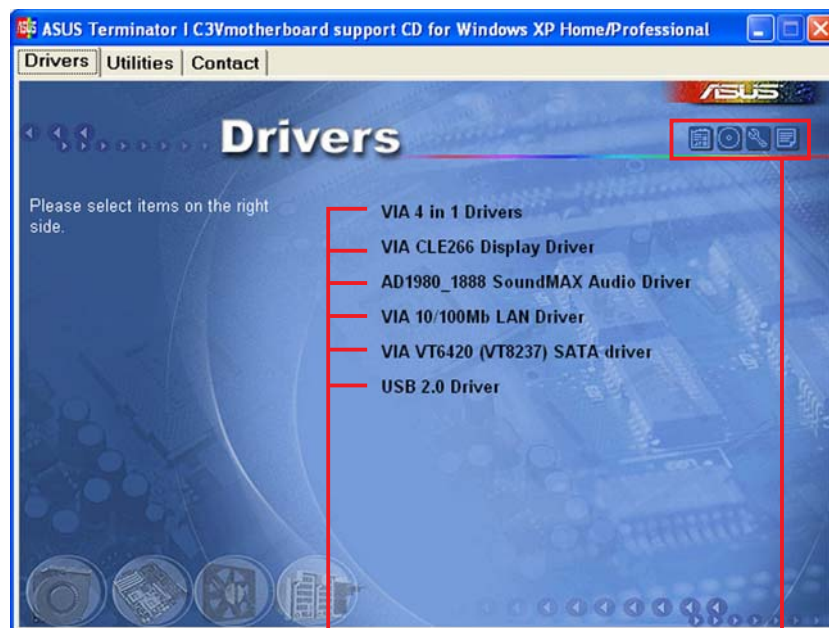 ASUS Terminator I C3Vmotherboard support CD for Windows XP Home/Professional
Drivers Utilities Contact
ASUS
Drivers
Please select items on the right
side.
VIA 4 in 1 Drivers
VIA CLE266 Display Driver
AD1980_1888 SoundMAX Audio Driver
VIA 10/100Mb LAN Driver
VIA VT6420 (VT8237) SATA driver
USB 2.0 Driver